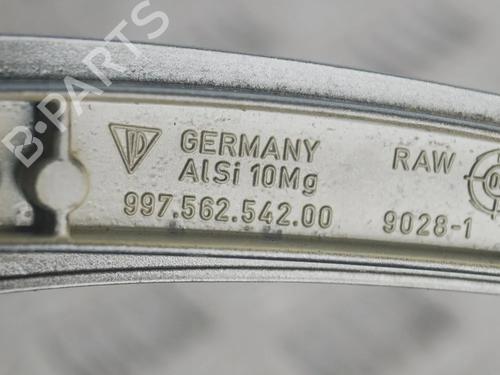 B-PARTS
GERMANY RAW
AlSi 10Mg
997.562.542.00
9028-1